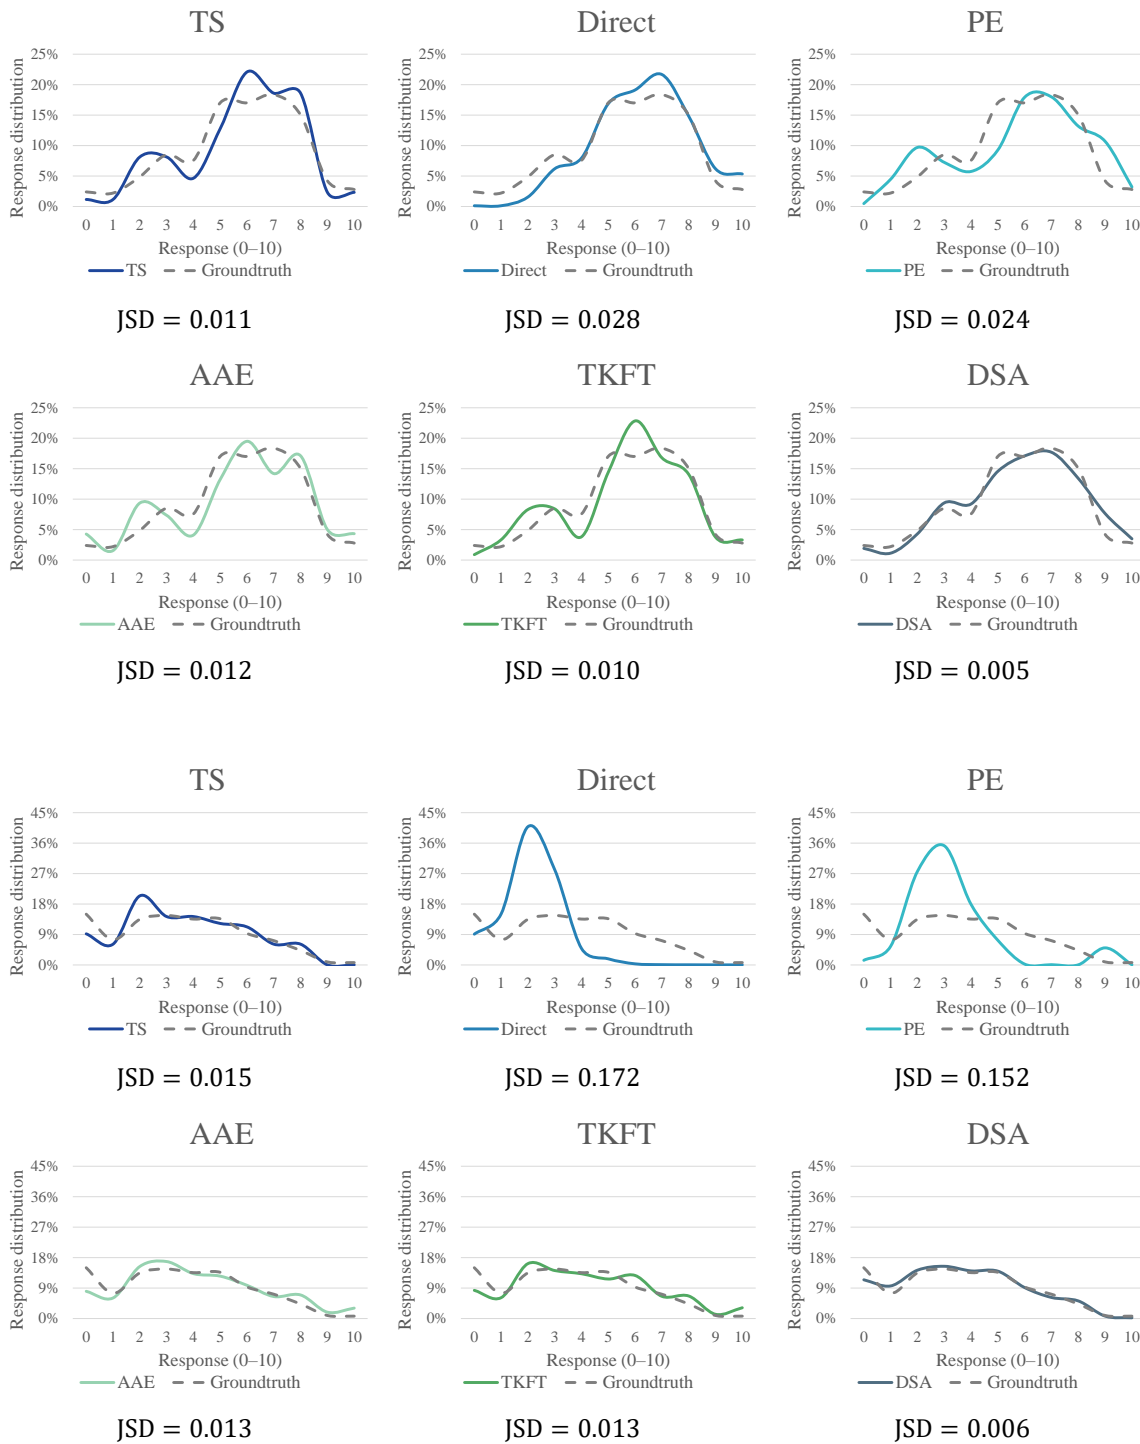 TS
Direct
PE
Response distribution
25%
20%
15%
10%
5%
0%
0 1 2 3 4 5 6 7 8 9 10
Response (0–10)
TS Groundtruth
Response distribution
25%
20%
15%
10%
5%
0%
0 1 2 3 4 5 6 7 8 9 10
Response (0–10)
Direct Groundtruth
Response distribution
25%
20%
15%
10%
5%
0%
0 1 2 3 4 5 6 7 8 9 10
Response (0–10)
PE Groundtruth
JSD = 0.011
JSD = 0.028
JSD = 0.024
AAE
TKFT
DSA
Response distribution
25%
20%
15%
10%
5%
0%
0 1 2 3 4 5 6 7 8 9 10
Response (0–10)
AAE Groundtruth
Response distribution
25%
20%
15%
10%
5%
0%
0 1 2 3 4 5 6 7 8 9 10
Response (0–10)
TKFT Groundtruth
Response distribution
25%
20%
15%
10%
5%
0%
0 1 2 3 4 5 6 7 8 9 10
Response (0–10)
DSA Groundtruth
JSD = 0.012
JSD = 0.010
JSD = 0.005
TS
Direct
PE
Response distribution
45%
36%
27%
18%
9%
0%
0 1 2 3 4 5 6 7 8 9 10
Response (0–10)
TS Groundtruth
Response distribution
45%
36%
27%
18%
9%
0%
0 1 2 3 4 5 6 7 8 9 10
Response (0–10)
Direct Groundtruth
Response distribution
45%
36%
27%
18%
9%
0%
0 1 2 3 4 5 6 7 8 9 10
Response (0–10)
PE Groundtruth
JSD = 0.015
JSD = 0.172
JSD = 0.152
AAE
TKFT
DSA
Response distribution
45%
36%
27%
18%
9%
0%
0 1 2 3 4 5 6 7 8 9 10
Response (0–10)
AAE Groundtruth
Response distribution
45%
36%
27%
18%
9%
0%
0 1 2 3 4 5 6 7 8 9 10
Response (0–10)
TKFT Groundtruth
Response distribution
45%
36%
27%
18%
9%
0%
0 1 2 3 4 5 6 7 8 9 10
Response (0–10)
DSA Groundtruth
JSD = 0.013
JSD = 0.013
JSD = 0.006